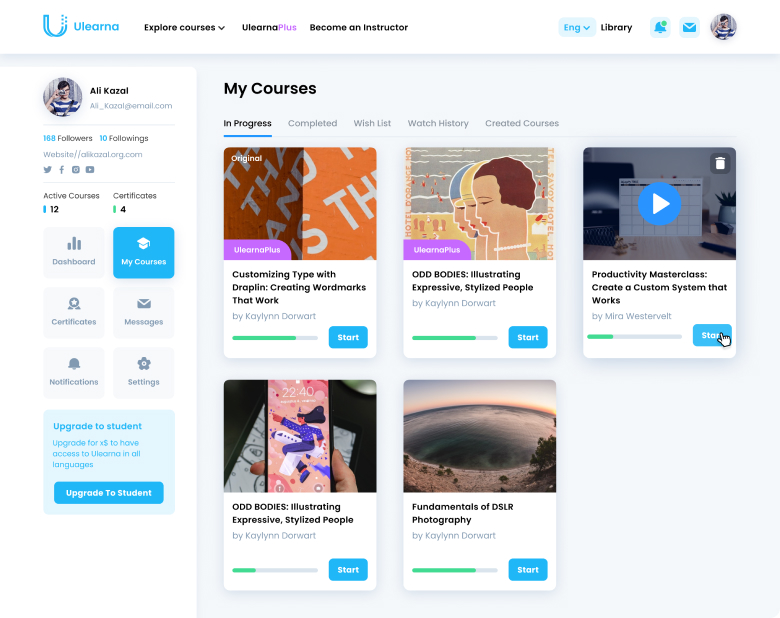 Ulearna
Explore courses
UlearnaPlus
Become an Instructor
Eng
Library
Ali Kazal
Ali_Kazal@email.com
168 Followers 10 Followings
Website//alikazal.org.com
Active Courses
12
Certificates
4
Dashboard
My Courses
Certificates
Messages
Notifications
Settings
Upgrade to student
Upgrade for x$ to have
access to Ulearna in all
languages
Upgrade To Student
My Courses
In Progress
Completed
Wish List
Watch History
Created Courses
Original
UlearnaPlus
Customizing Type with
Draplin: Creating Wordmarks
That Work
by Kaylynn Dorwart
Start
UlearnaPlus
ODD BODIES: Illustrating
Expressive, Stylized People
by Kaylynn Dorwart
Start
Productivity Masterclass:
Create a Custom System that
Works
by Mira Westervelt
Start
22:40
ODD BODIES: Illustrating
Expressive, Stylized People
by Kaylynn Dorwart
Start
Fundamentals of DSLR
Photography
by Kaylynn Dorwart
Start